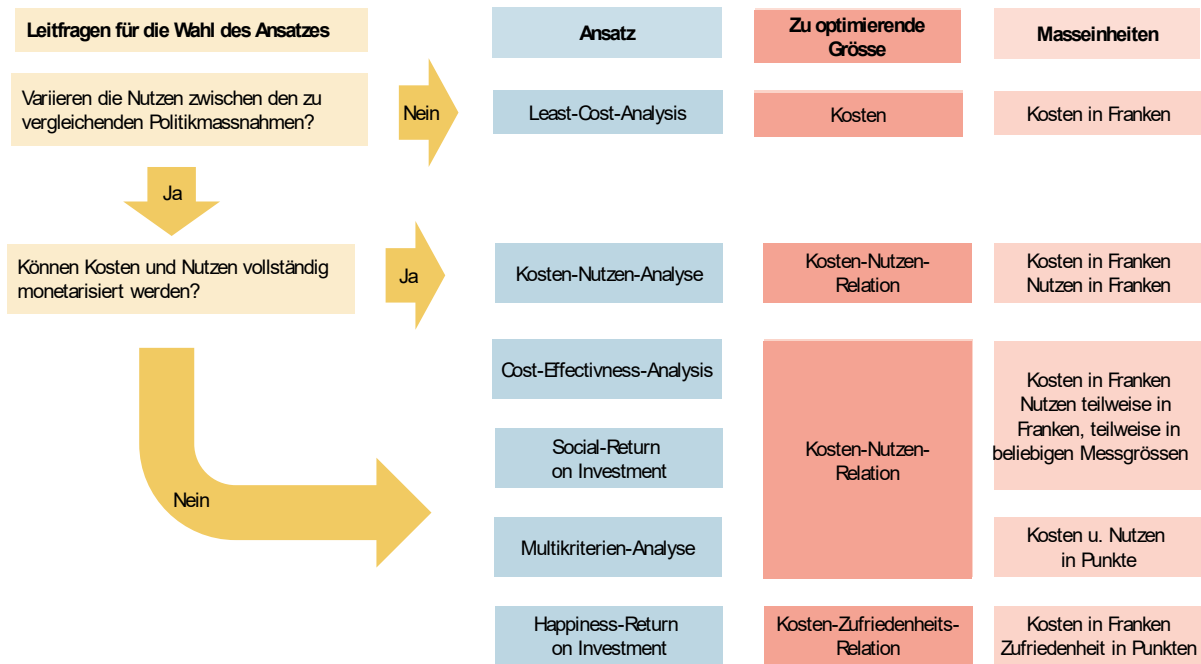 Leitfragen für die Wahl des Ansatzes
Ansatz
Zu optimierende
Grösse
Masseinheiten
Variieren die Nutzen zwischen den zu
vergleichenden Politikmassnahmen?
Nein
Least-Cost-Analysis
Kosten
Kosten in Franken
Ja
Können Kosten und Nutzen vollständig
monetarisiert werden?
Ja
Kosten-Nutzen-Analyse
Kosten-Nutzen-
Relation
Kosten in Franken
Nutzen in Franken
Nein
Cost-Effectivness-Analysis
Social-Return
on Investment
Multikriterien-Analyse
Kosten-Nutzen-
Relation
Kosten in Franken
Nutzen teilweise in
Franken, teilweise in
beliebigen Messgrössen
Kosten u. Nutzen
in Punkte
Happiness-Return
on Investment
Kosten-Zufriedenheits-
Relation
Kosten in Franken
Zufriedenheit in Punkten